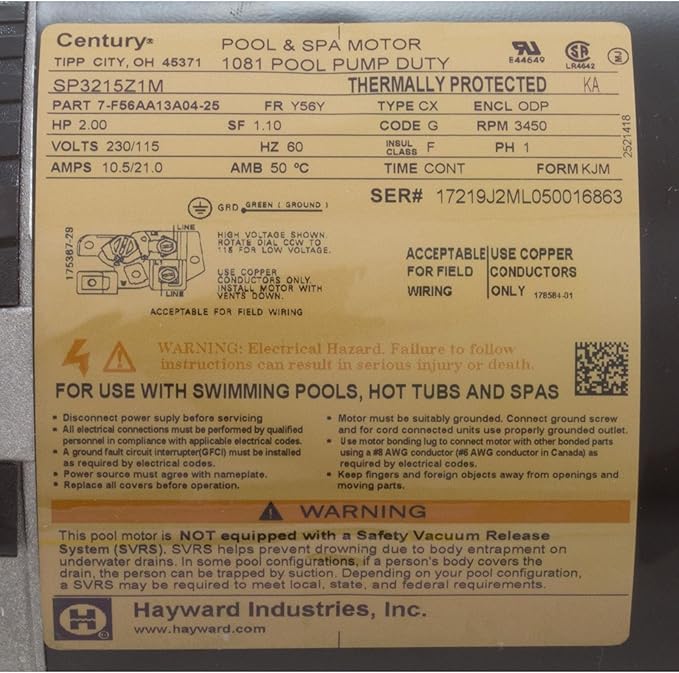 Century®
POOL & SPA MOTOR
TIPP CITY, OH 45371
1081 POOL PUMP DUTY
E44649
LR4642
SP3215Z1M
THERMALLY PROTECTED
KA
PART 7-F56AA13A04-25
FR Y56Y
TYPE CX
ENCL ODP
HP 2.00
SF 1.10
CODE G
RPM 3450
VOLTS 230/115
HZ 60
INSUL CLASS F
PH 1
AMPS 10.5/21.0
AMB 50 °C
TIME CONT
FORM KJM
2521418
SER# 17219J2ML050016863
GRD GREEN ( GROUND )
LINE
L2
L1
A
LINE
175387-29
HIGH VOLTAGE SHOWN.
ROTATE DIAL CCW TO
115 FOR LOW VOLTAGE.
USE COPPER
CONDUCTORS ONLY.
INSTALL MOTOR WITH
VENTS DOWN.
ACCEPTABLE FOR FIELD WIRING
ACCEPTABLE
FOR FIELD
WIRING
USE COPPER
CONDUCTORS
ONLY 178584-01
WARNING: Electrical Hazard. Failure to follow
instructions can result in serious injury or death.
FOR USE WITH SWIMMING POOLS, HOT TUBS AND SPAS
• Disconnect power suply before servicing
• All electrical connections must be performed by qualified
personnel in compliance with applicable electrical codes.
• A ground fault circuit interrupter(GFCI) must be installed
as required by electrical codes.
• Power source must agree with nameplate.
• Replace all covers before operation.
• Motor must be suitably grounded. Connect ground screw
and for cord connected units use properly grounded outlet.
• Use motor bonding lug to connect motor with other bonded parts
using a #8 AWG conductor (#6 AWG conductor in Canada) as
required by electrical codes.
• Keep fingers and foreign objects away from openings and
moving parts.
WARNING
This pool motor is NOT equipped with a Safety Vacuum Release
System (SVRS). SVRS helps prevent drowning due to body entrapment on
underwater drains. In some pool configurations, if a person's body covers the
drain, the person can be trapped by suction. Depending on your pool configuration,
a SVRS may be required to meet local, state, and federal requirements.
H
Hayward Industries, Inc.
www.hayward.com